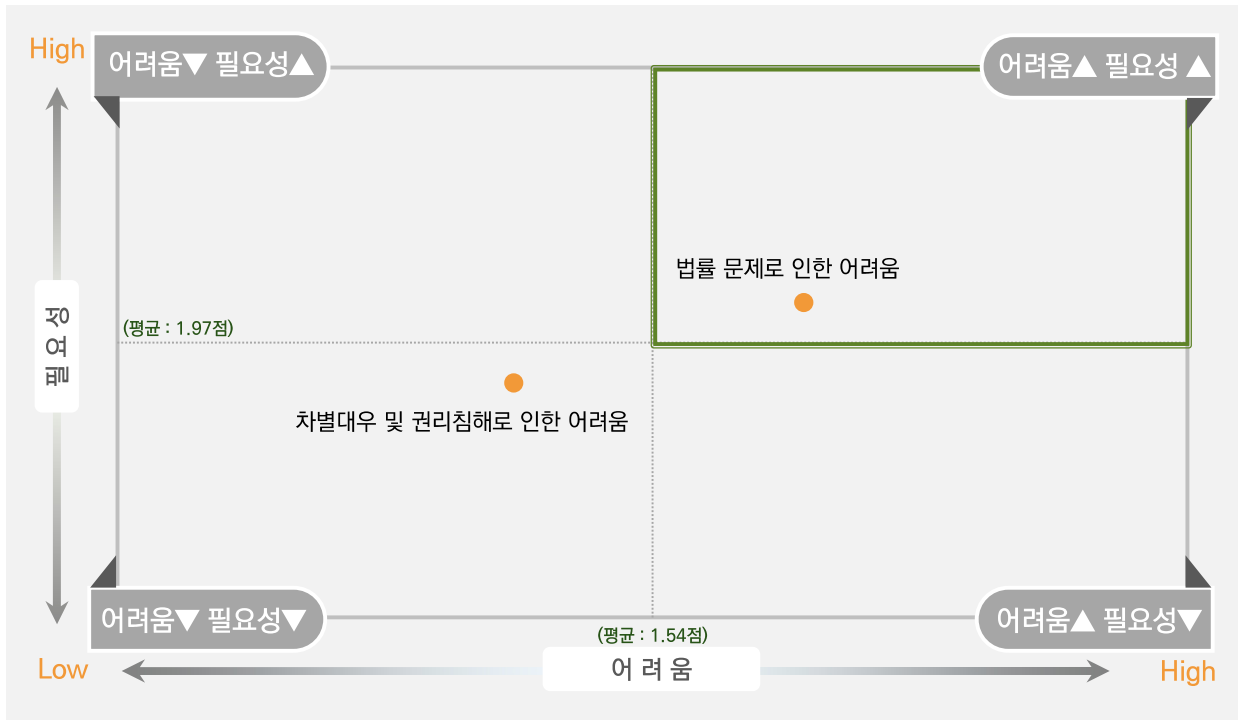 High
어려움▼ 필요성▲
어려움▲ 필요성 ▲
법률 문제로 인한 어려움
필요성
(평균 : 1.97점)
차별대우 및 권리침해로 인한 어려움
어려움▼ 필요성▼
어려움▲ 필요성▼
(평균 : 1.54점)
Low
어 려 움
High